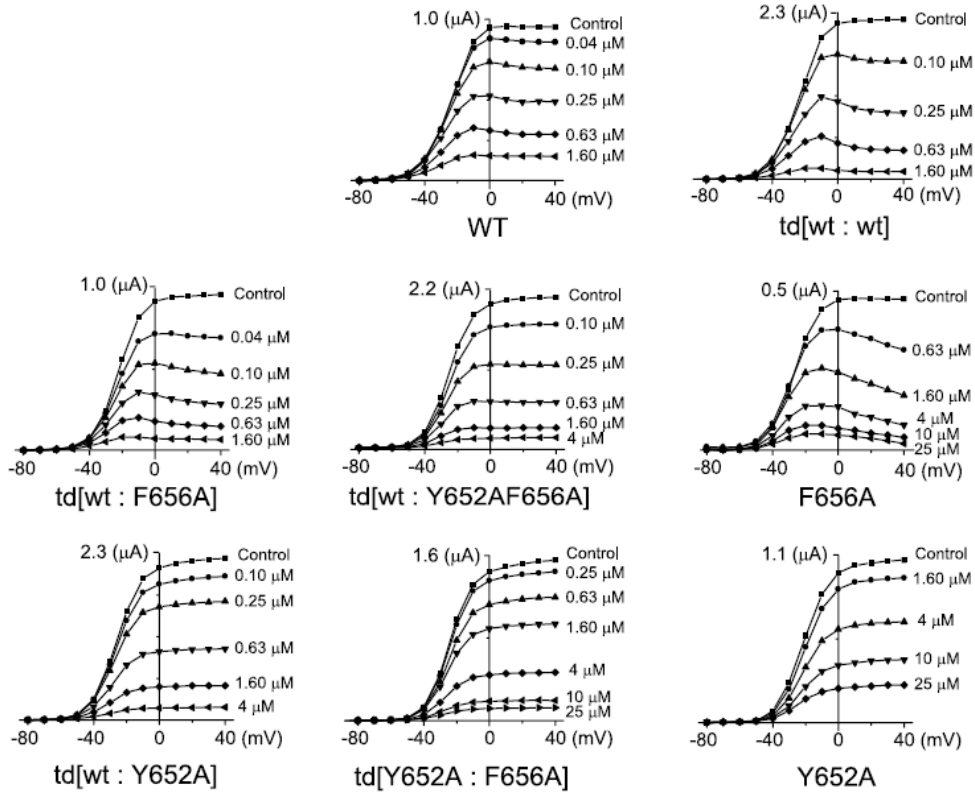 1.0 (μA)
Control
0.04 μM
0.10 μM
0.25 μM
0.63 μM
1.60 μM
-80 -40 0 40 (mV)
WT
2.3 (μA)
Control
0.10 μM
0.25 μM
0.63 μM
1.60 μM
-80 -40 0 40 (mV)
td[wt : wt]
1.0 (μA)
Control
0.04 μM
0.10 μM
0.25 μM
0.63 μM
1.60 μM
-80 -40 0 40
td[wt : F656A]
2.2 (μA)
Control
0.10 μM
0.25 μM
0.63 μM
1.60 μM
4 μM
-80 -40 0 40 (mV)
td[wt : Y652AF656A]
0.5 (μA)
Control
0.63 μM
1.60 μM
4 μM
10 μM
25 μM
-80 -40 0 40 (mV)
F656A
2.3 (μA)
Control
0.10 μM
0.25 μM
0.63 μM
1.60 μM
4 μM
-80 -40 0 40 (mV)
td[wt : Y652A]
1.6 (μA)
Control
0.25 μM
0.63 μM
1.60 μM
4 μM
10 μM
25 μM
-80 -40 0 40 (mV)
td[Y652A : F656A]
1.1 (μA)
Control
1.60 μM
4 μM
10 μM
25 μM
-80 -40 0 40 (mV)
Y652A